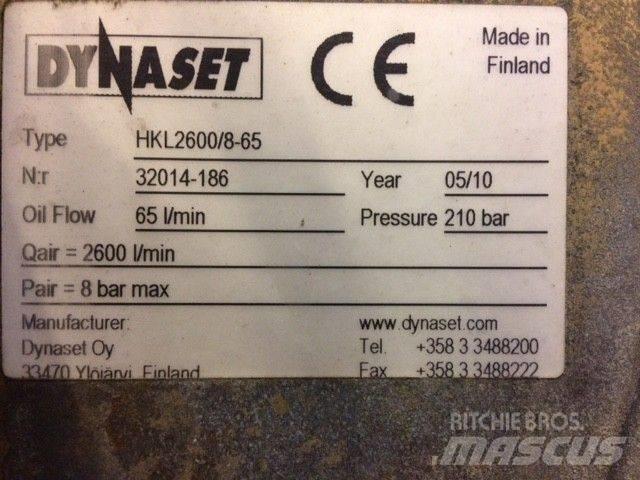 DYNASET CE Made in Finland
Type HKL2600/8-65
N:r 32014-186 Year 05/10
Oil Flow 65 l/min Pressure 210 bar
Qair = 2600 l/min
Pair = 8 bar max
Manufacturer: www.dynaset.com
Dynaset Oy Tel. +358 3 3488200
33470 Ylöjärvi, Finland Fax +358 3 3488222
RITCHIE BROS.
MASCUS